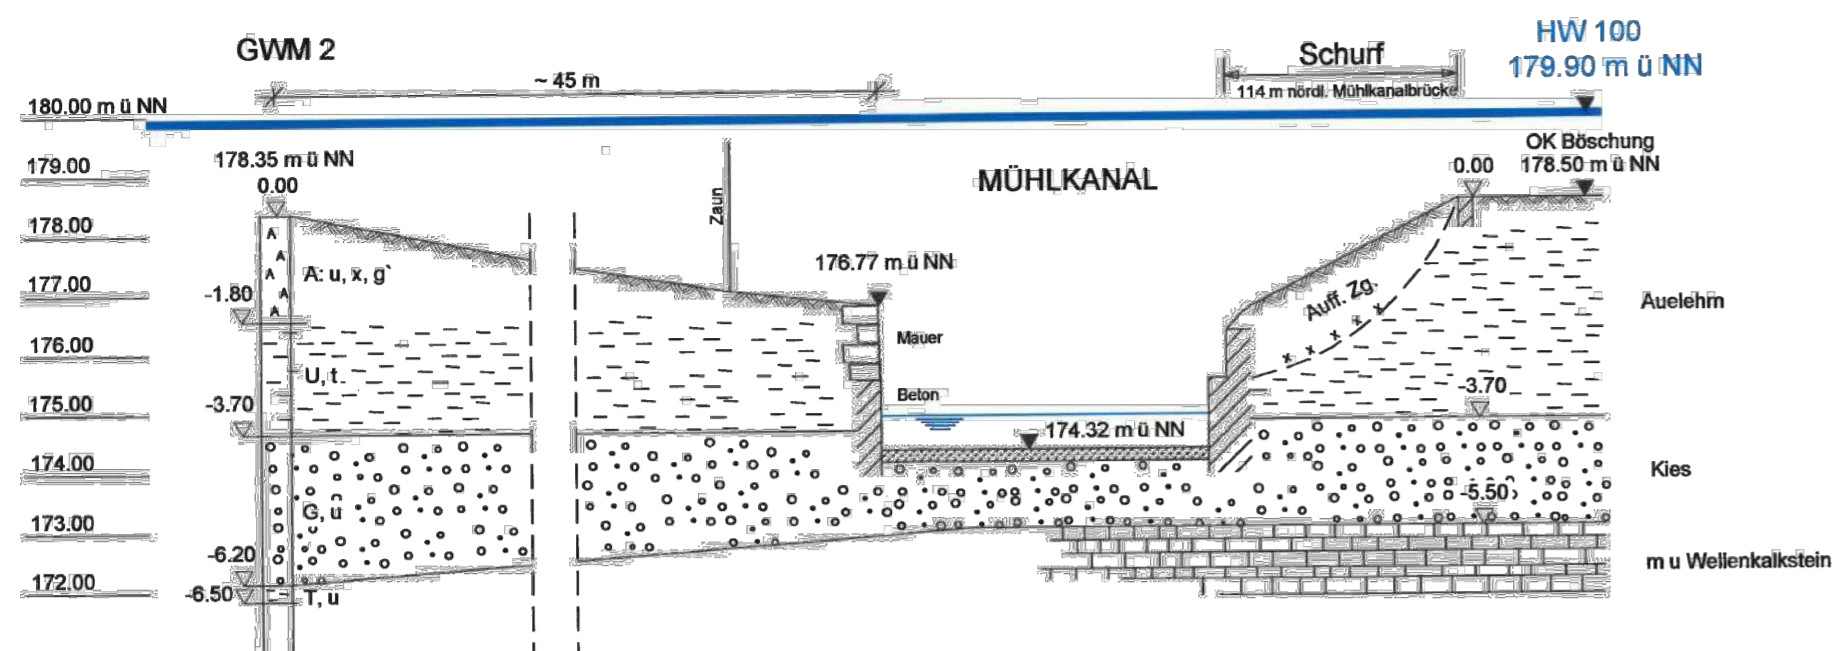 GWM 2
~ 45 m
Schurf
114 m nördl. Mühlkanalbrücke
HW 100
179.90 m ü NN
180.00 m ü NN
179.00
178.00
177.00
176.00
175.00
174.00
173.00
172.00
178.35 m ü NN
0.00
-1.80
-3.70
-6.20
-6.50
A: u, x, g`
U, t
G, u
T, u
Zaun
MÜHLKANAL
176.77 m ü NN
Mauer
Beton
174.32 m ü NN
Auff. Zg.
0.00
OK Böschung
178.50 m ü NN
-3.70
-5.50
Auelehm
Kies
m u Wellenkalkstein